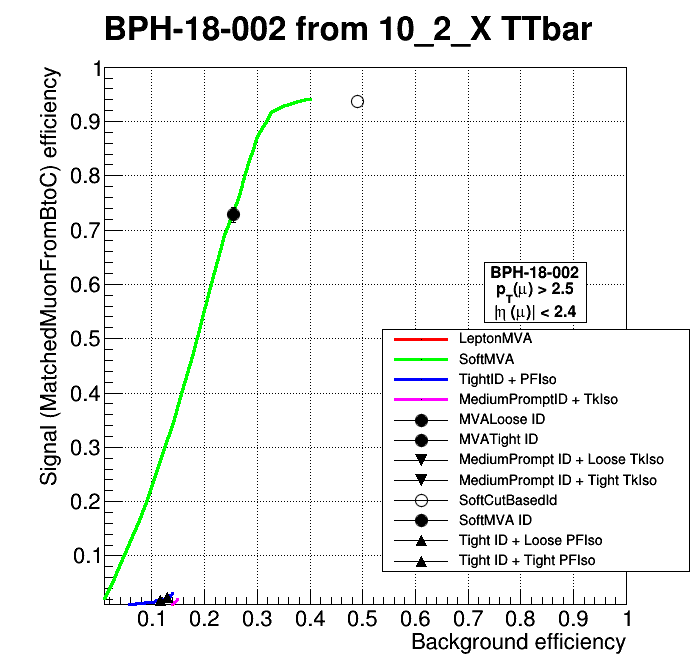 BPH-18-002 from 10_2_X TTbar
Signal (MatchedMuonFromBtoC) efficiency
1
0.9
0.8
0.7
0.6
0.5
0.4
0.3
0.2
0.1
BPH-18-002
pT(μ) > 2.5
|η (μ)| < 2.4
LeptonMVA
SoftMVA
TightID + PFIso
MediumPromptID + TkIso
MVALoose ID
MVATight ID
MediumPrompt ID + Loose TkIso
MediumPrompt ID + Tight TkIso
SoftCutBasedId
SoftMVA ID
Tight ID + Loose PFIso
Tight ID + Tight PFIso
0.1 0.2 0.3 0.4 0.5 0.6 0.7 0.8 0.9 1
Background efficiency